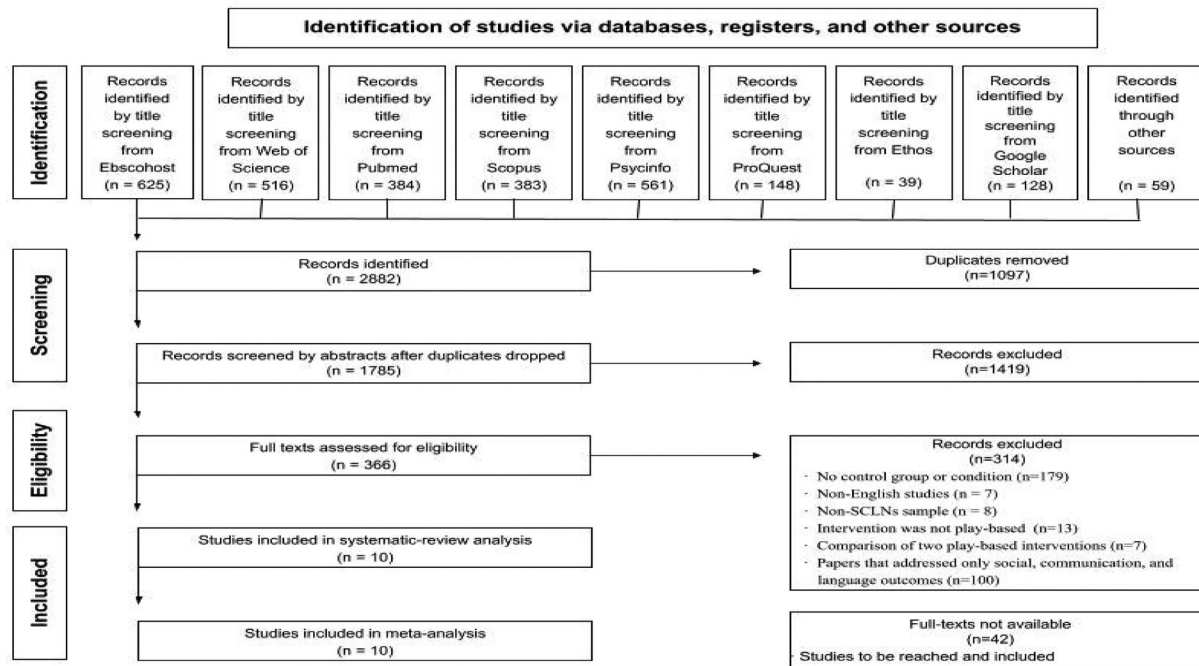 Identification of studies via databases, registers, and other sources
Identification
Records
identified
by title
screening
from
Ebscohost
(n = 625)
Records
identified by
title
screening
from Web of
Science
(n = 516)
Records
identified by
title
screening
from
Pubmed
(n = 384)
Records
identified by
title
screening
from
Scopus
(n = 383)
Records
identified by
title
screening
from
Psycinfo
(n = 561)
Records
identified by
title
screening
from
ProQuest
(n = 148)
Records
identified by
title
screening
from Ethos
(n = 39)
Records
identified by title
screening
from
Google
Scholar
(n = 128)
Records
identified
through
other
sources
(n = 59)
Screening
Records identified
(n = 2882)
Duplicates removed
(n=1097)
Records screened by abstracts after duplicates dropped
(n = 1785)
Records excluded
(n=1419)
Eligibility
Full texts assessed for eligibility
(n = 366)
Records excluded
(n=314)
· No control group or condition (n=179)
· Non-English studies (n = 7)
· Non-SCLNs sample (n = 8)
· Intervention was not play-based (n=13)
· Comparison of two play-based interventions (n=7)
· Papers that addressed only social, communication, and
language outcomes (n=100)
Included
Studies included in systematic-review analysis
(n = 10)
Studies included in meta-analysis
(n = 10)
Full-texts not available
(n=42)
· Studies to be reached and included